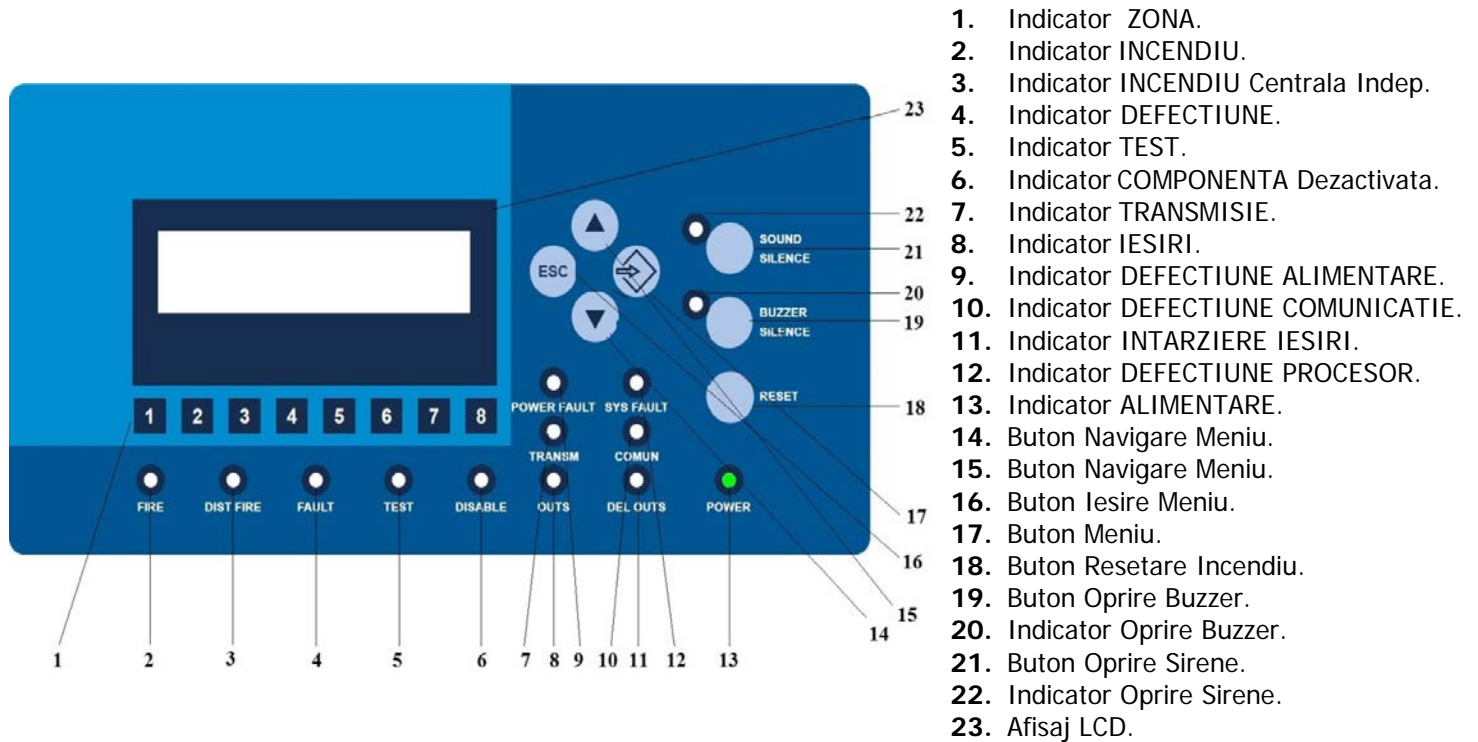 23
22
21
20
19
18
17
16
15
14
SOUND
SILENCE
BUZZER
SILENCE
RESET
ESC
1 2 3 4 5 6 7 8
POWER FAULT SYS FAULT
TRANSM COMUN
FIRE DIST FIRE FAULT TEST DISABLE OUTS DEL OUTS POWER
1 2 3 4 5 6 7 8 9 10 11 12 13
1. Indicator ZONA.
2. Indicator INCENDIU.
3. Indicator INCENDIU Centrala Indep.
4. Indicator DEFECTIUNE.
5. Indicator TEST.
6. Indicator COMPONENTA Dezactivata.
7. Indicator TRANSMISIE.
8. Indicator IESIRI.
9. Indicator DEFECTIUNE ALIMENTARE.
10. Indicator DEFECTIUNE COMUNICATIE.
11. Indicator INTARZIERE IESIRI.
12. Indicator DEFECTIUNE PROCESOR.
13. Indicator ALIMENTARE.
14. Buton Navigare Meniu.
15. Buton Navigare Meniu.
16. Buton Iesire Meniu.
17. Buton Meniu.
18. Buton Resetare Incendiu.
19. Buton Oprire Buzzer.
20. Indicator Oprire Buzzer.
21. Buton Oprire Sirene.
22. Indicator Oprire Sirene.
23. Afisaj LCD.